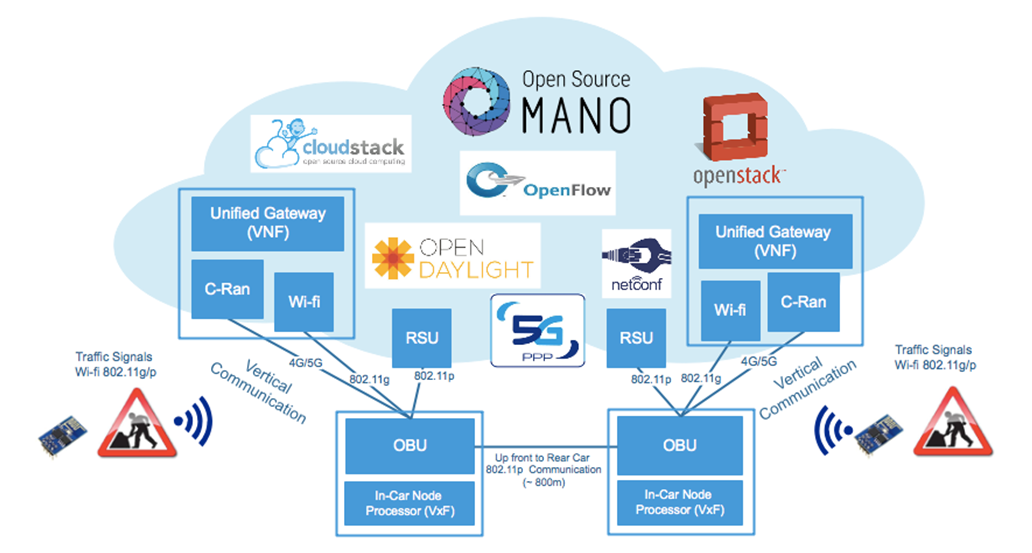 Open Source
MANO
cloudstack
open source cloud computing
openstack™
OpenFlow
Unified Gateway
(VNF)
Unified Gateway
(VNF)
OPEN
DAYLIGHT
netconf
C-Ran
Wi-fi
Wi-fi
C-Ran
RSU
5G
PPP
RSU
Traffic Signals
Wi-fi 802.11g/p
Traffic Signals
Wi-fi 802.11g/p
4G/5G
802.11g
802.11p
802.11p
802.11g
4G/5G
Vertical
Communication
Vertical
Communication
OBU
OBU
Up front to Rear Car
802.11p Communication
(~ 800m)
In-Car Node
Processor (VxF)
In-Car Node
Processor (VxF)